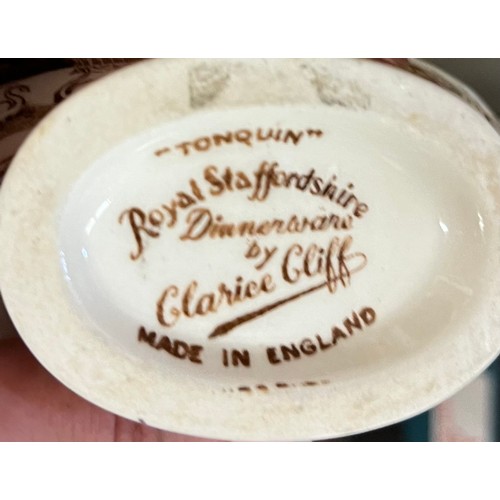 "TONQUIN"
Royal Staffordshire
Dinnerware
by
Clarice Cliff
MADE IN ENGLAND